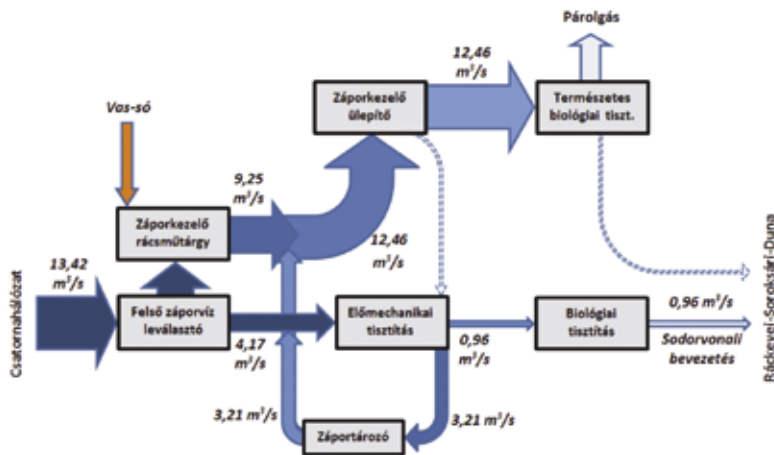 Párolgás
12,46
m³/s
Záporkezelő
ülepítő
Természetes
biológiai tiszt.
Vas-só
9,25
m³/s
Záporkezelő
rácsműtárgy
12,46
m³/s
Csatornahálózat
13,42
m³/s
Felső záporvíz
leválasztó
4,17
m³/s
Előmechanikai
tisztítás
0,96
m³/s
Biológiai
tisztítás
0,96 m³/s
Sodorvonali
bevezetés
Ráckevei-Soroksári-Duna
3,21 m³/s
Záportározó
3,21 m³/s